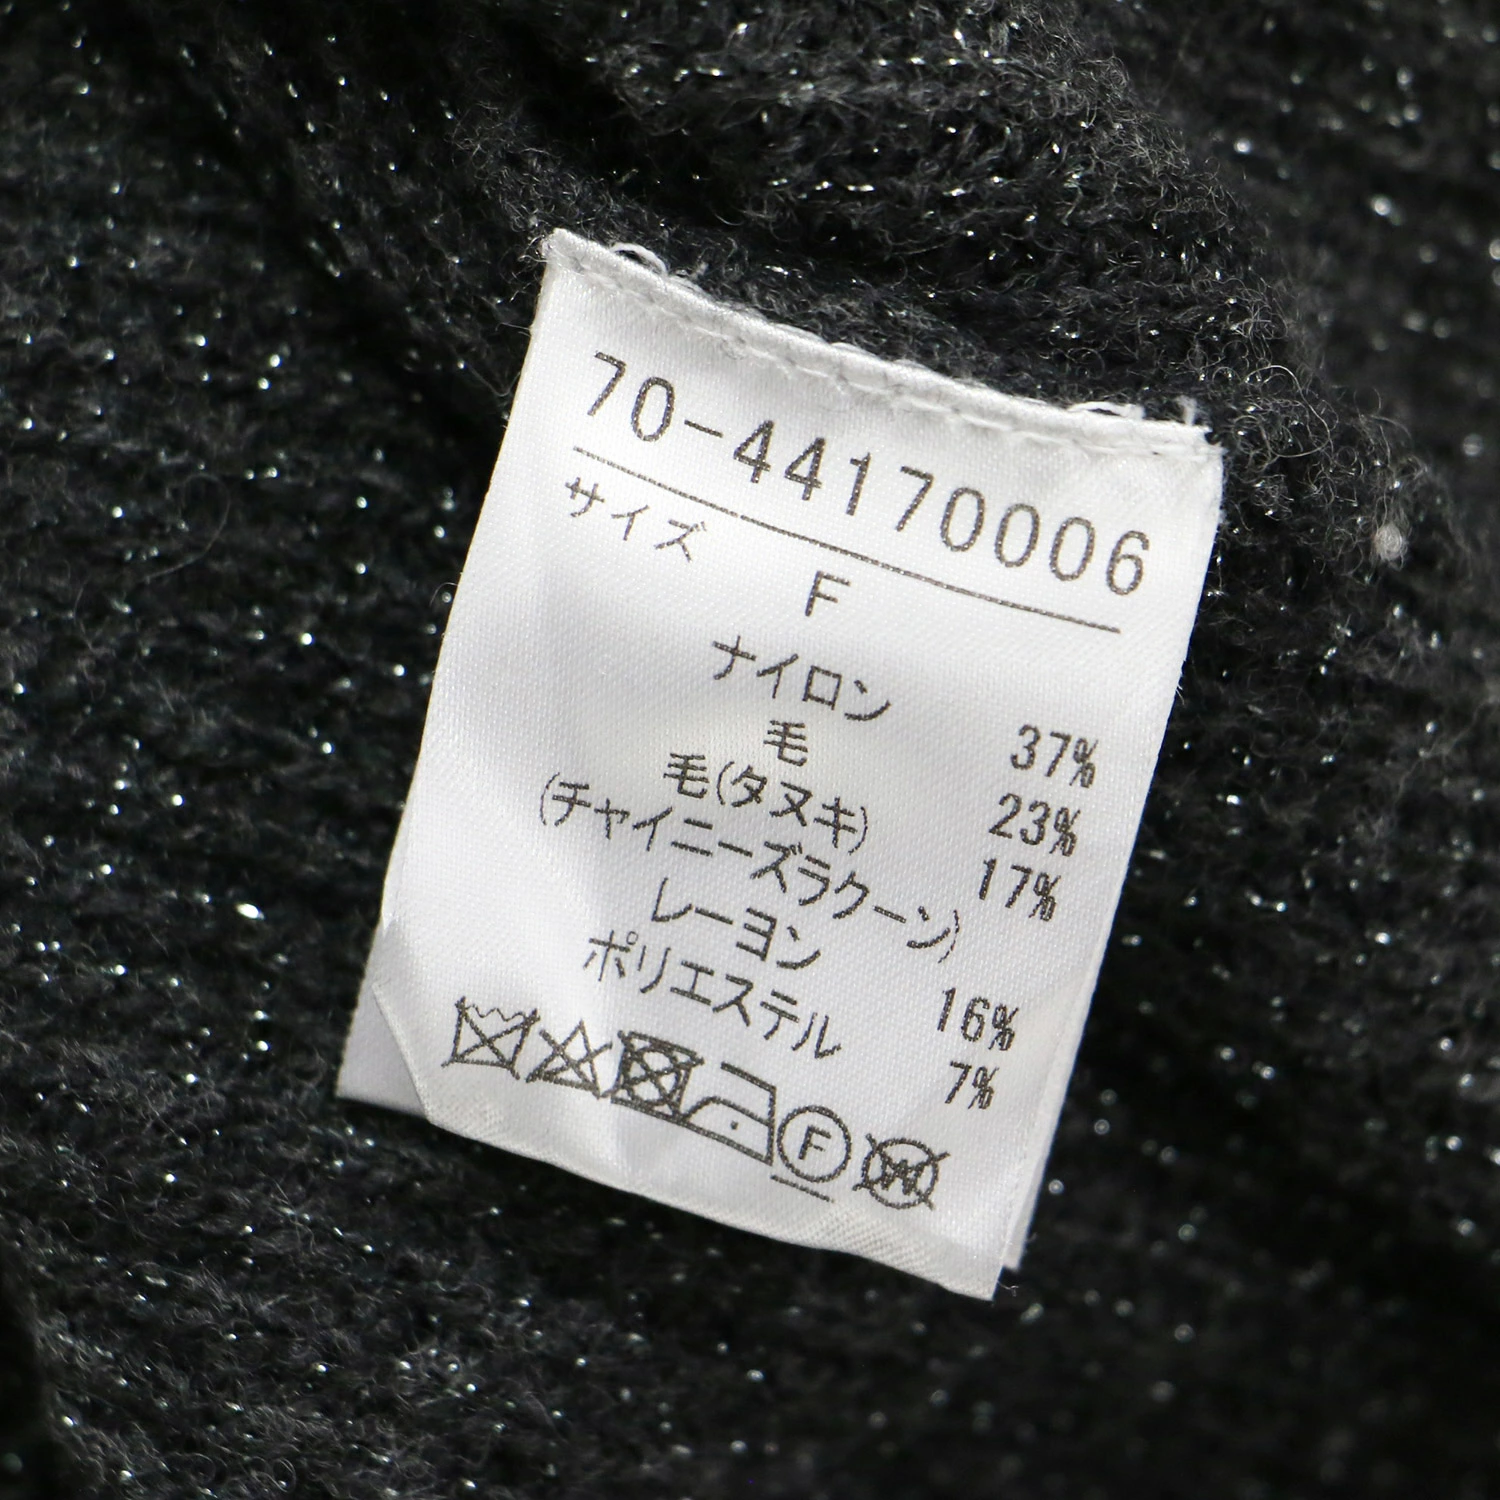 70-44170006
サイズ
F
ナイロン 37%
毛 23%
毛(タヌキ) 17%
(チャイニーズラクーン)
レーヨン 16%
ポリエステル 7%
F W